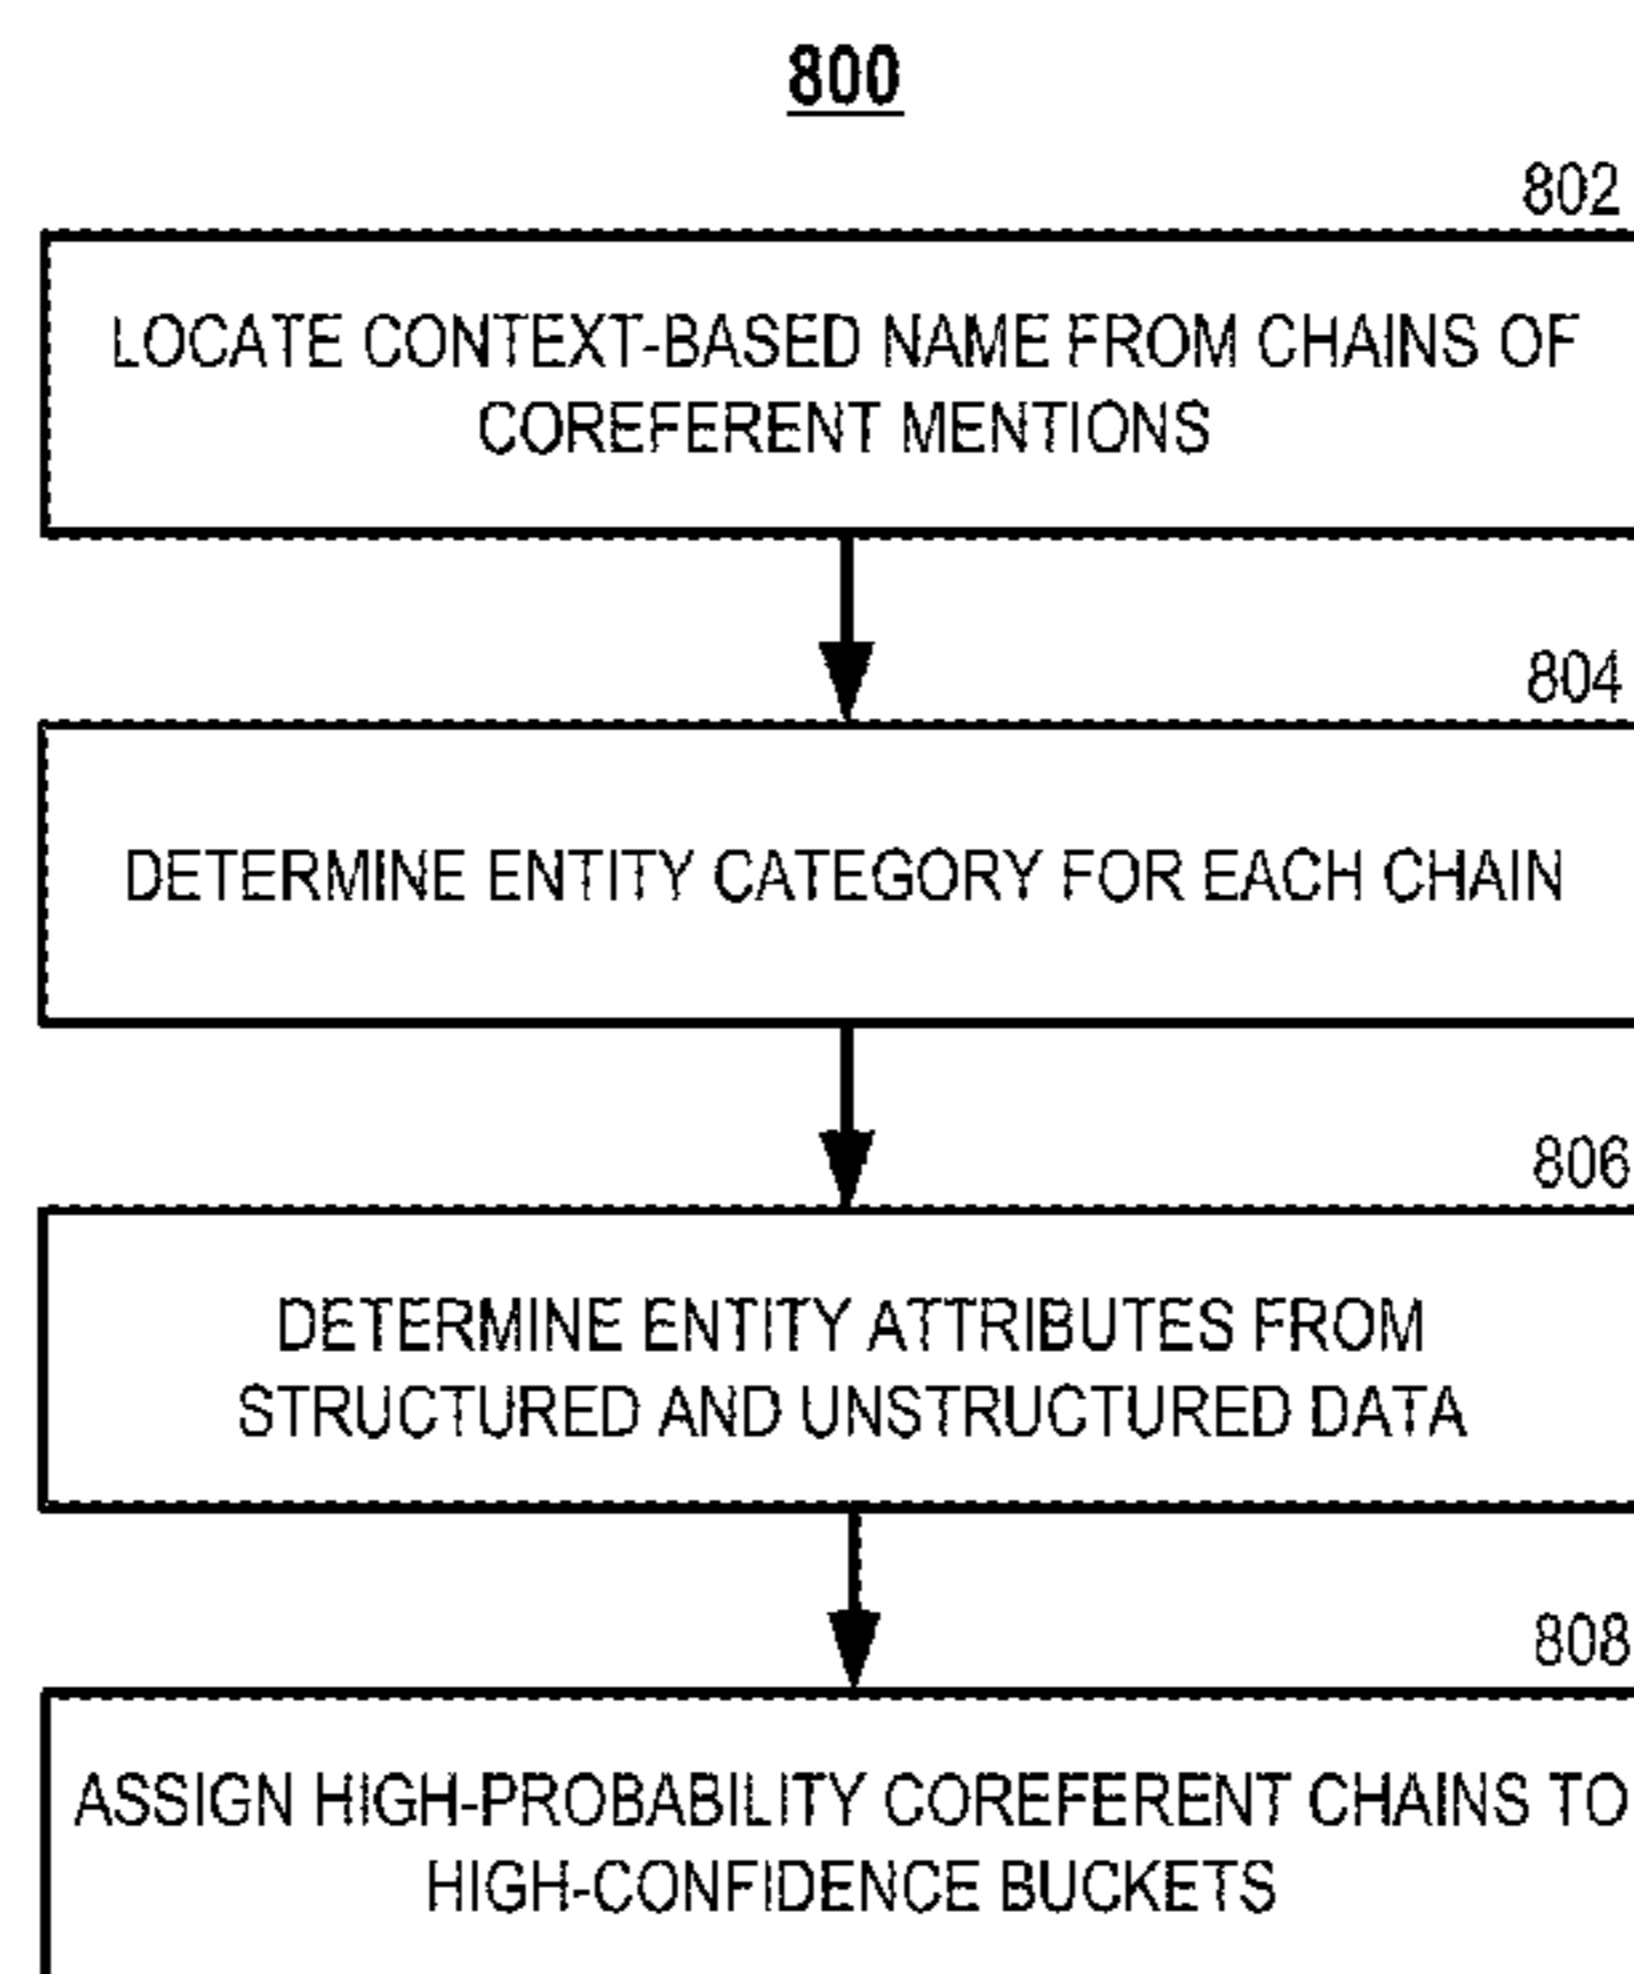 800
802
LOCATE CONTEXT-BASED NAME FROM CHAINS OF
COREFERENT MENTIONS
804
DETERMINE ENTITY CATEGORY FOR EACH CHAIN
806
DETERMINE ENTITY ATTRIBUTES FROM
STRUCTURED AND UNSTRUCTURED DATA
808
ASSIGN HIGH-PROBABILITY COREFERENT CHAINS TO
HIGH-CONFIDENCE BUCKETS